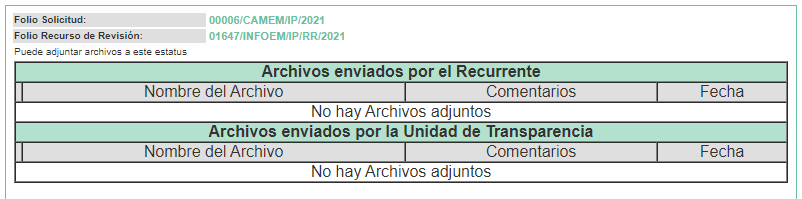 Folio Solicitud: 00006/CAMEM/IP/2021
Folio Recurso de Revisión: 01647/INFOEM/IP/RR/2021
Puede adjuntar archivos a este estatus
Archivos enviados por el Recurrente
Nombre del Archivo Comentarios Fecha
No hay Archivos adjuntos
Archivos enviados por la Unidad de Transparencia
Nombre del Archivo Comentarios Fecha
No hay Archivos adjuntos